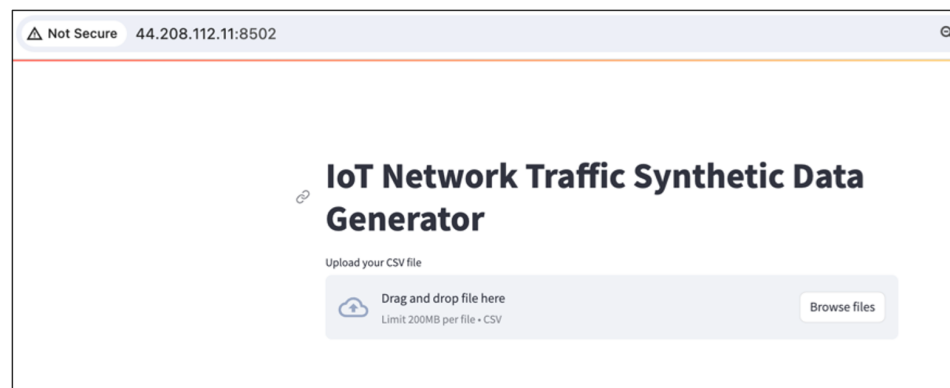 Not Secure 44.208.112.11:8502
IoT Network Traffic Synthetic Data
Generator
Upload your CSV file
Drag and drop file here
Limit 200MB per file • CSV
Browse files